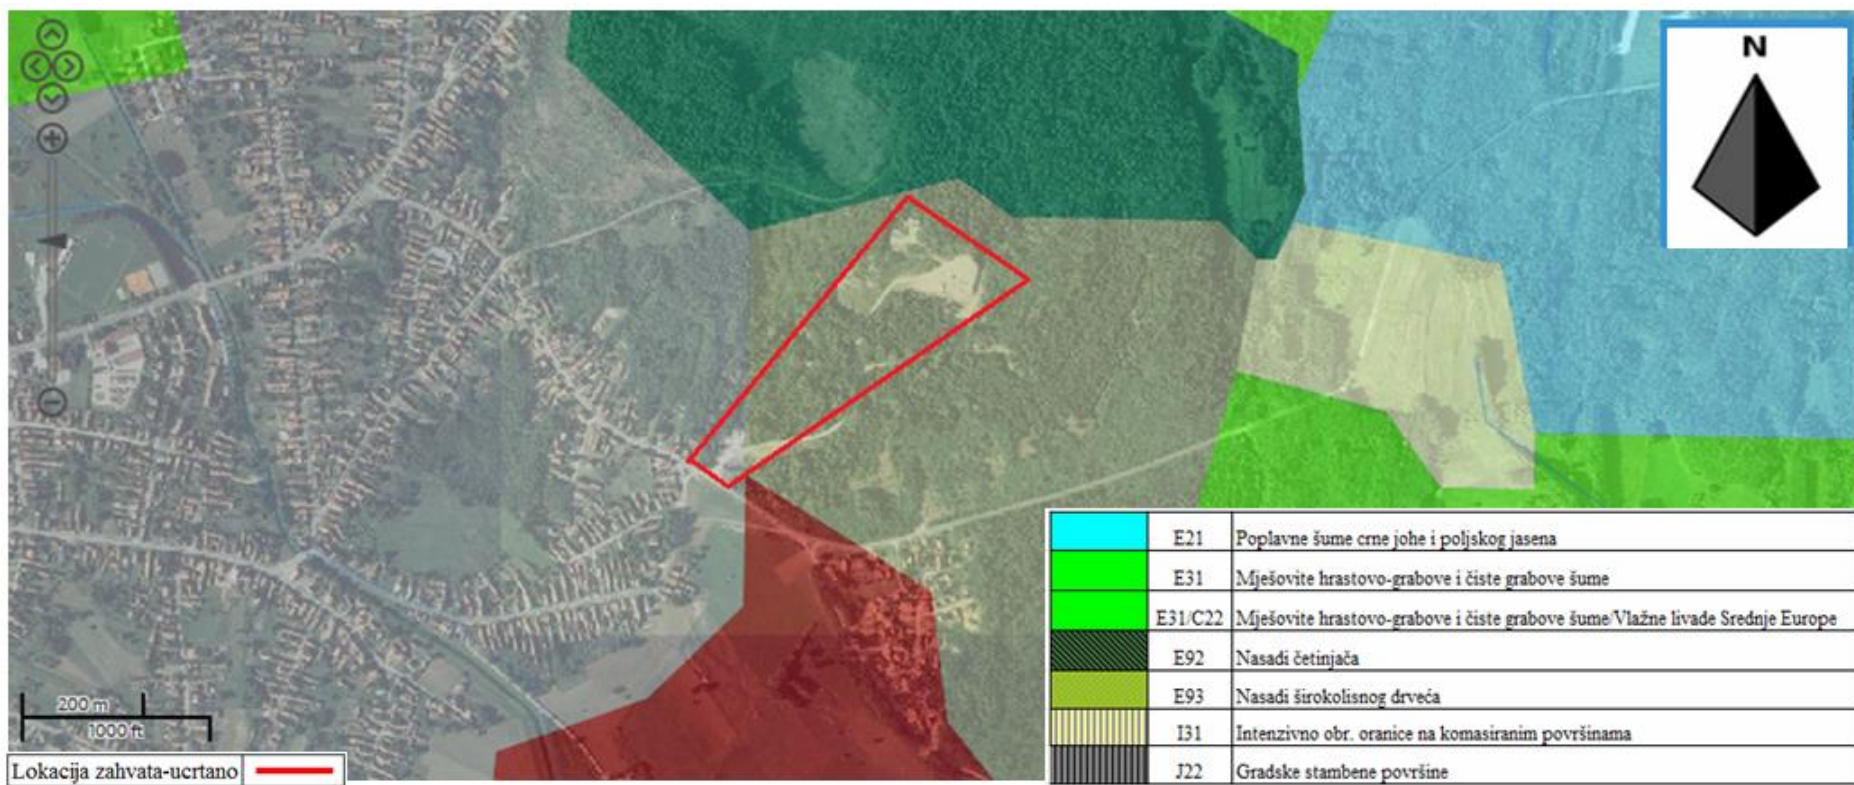 N
200 m
1000 ft
Lokacija zahvata-ucrtano
E21 Poplavne šume crne johe i poljskog jasena
E31 Mješovite hrastovo-grabove i čiste grabove šume
E31/C22 Mješovite hrastovo-grabove i čiste grabove šume/Vlažne livade Srednje Europe
E92 Nasadi četinjača
E93 Nasadi širokolisnog drveća
I31 Intenzivno obr. oranice na komasiranim površinama
J22 Gradske stambene površine